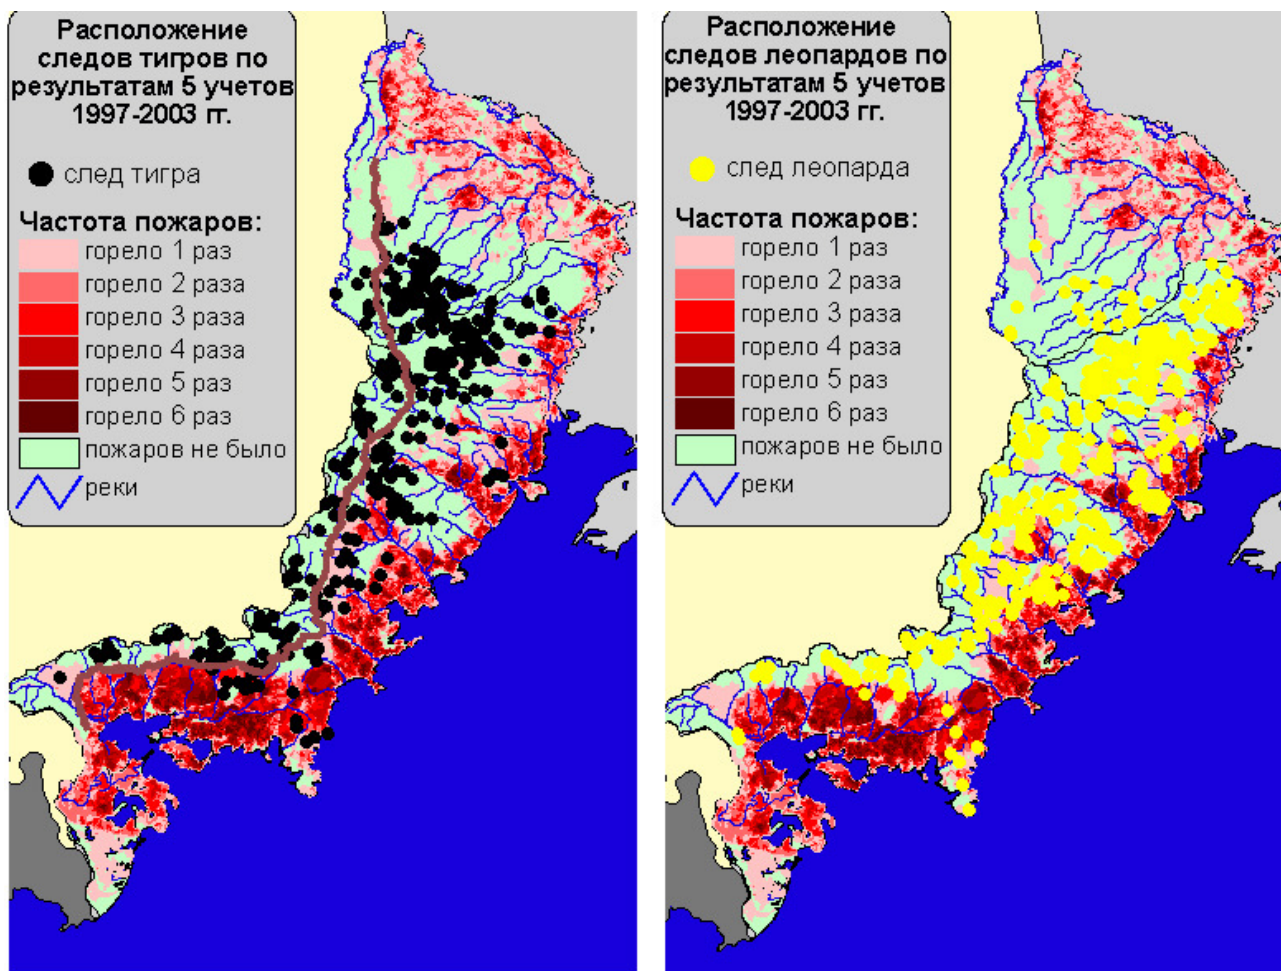 Расположение
следов тигров по
результатам 5 учетов
1997-2003 гг.
след тигра
Частота пожаров:
горело 1 раз
горело 2 раза
горело 3 раза
горело 4 раза
горело 5 раз
горело 6 раз
пожаров не было
реки
Расположение
следов леопардов по
результатам 5 учетов
1997-2003 гг.
след леопарда
Частота пожаров:
горело 1 раз
горело 2 раза
горело 3 раза
горело 4 раза
горело 5 раз
горело 6 раз
пожаров не было
реки